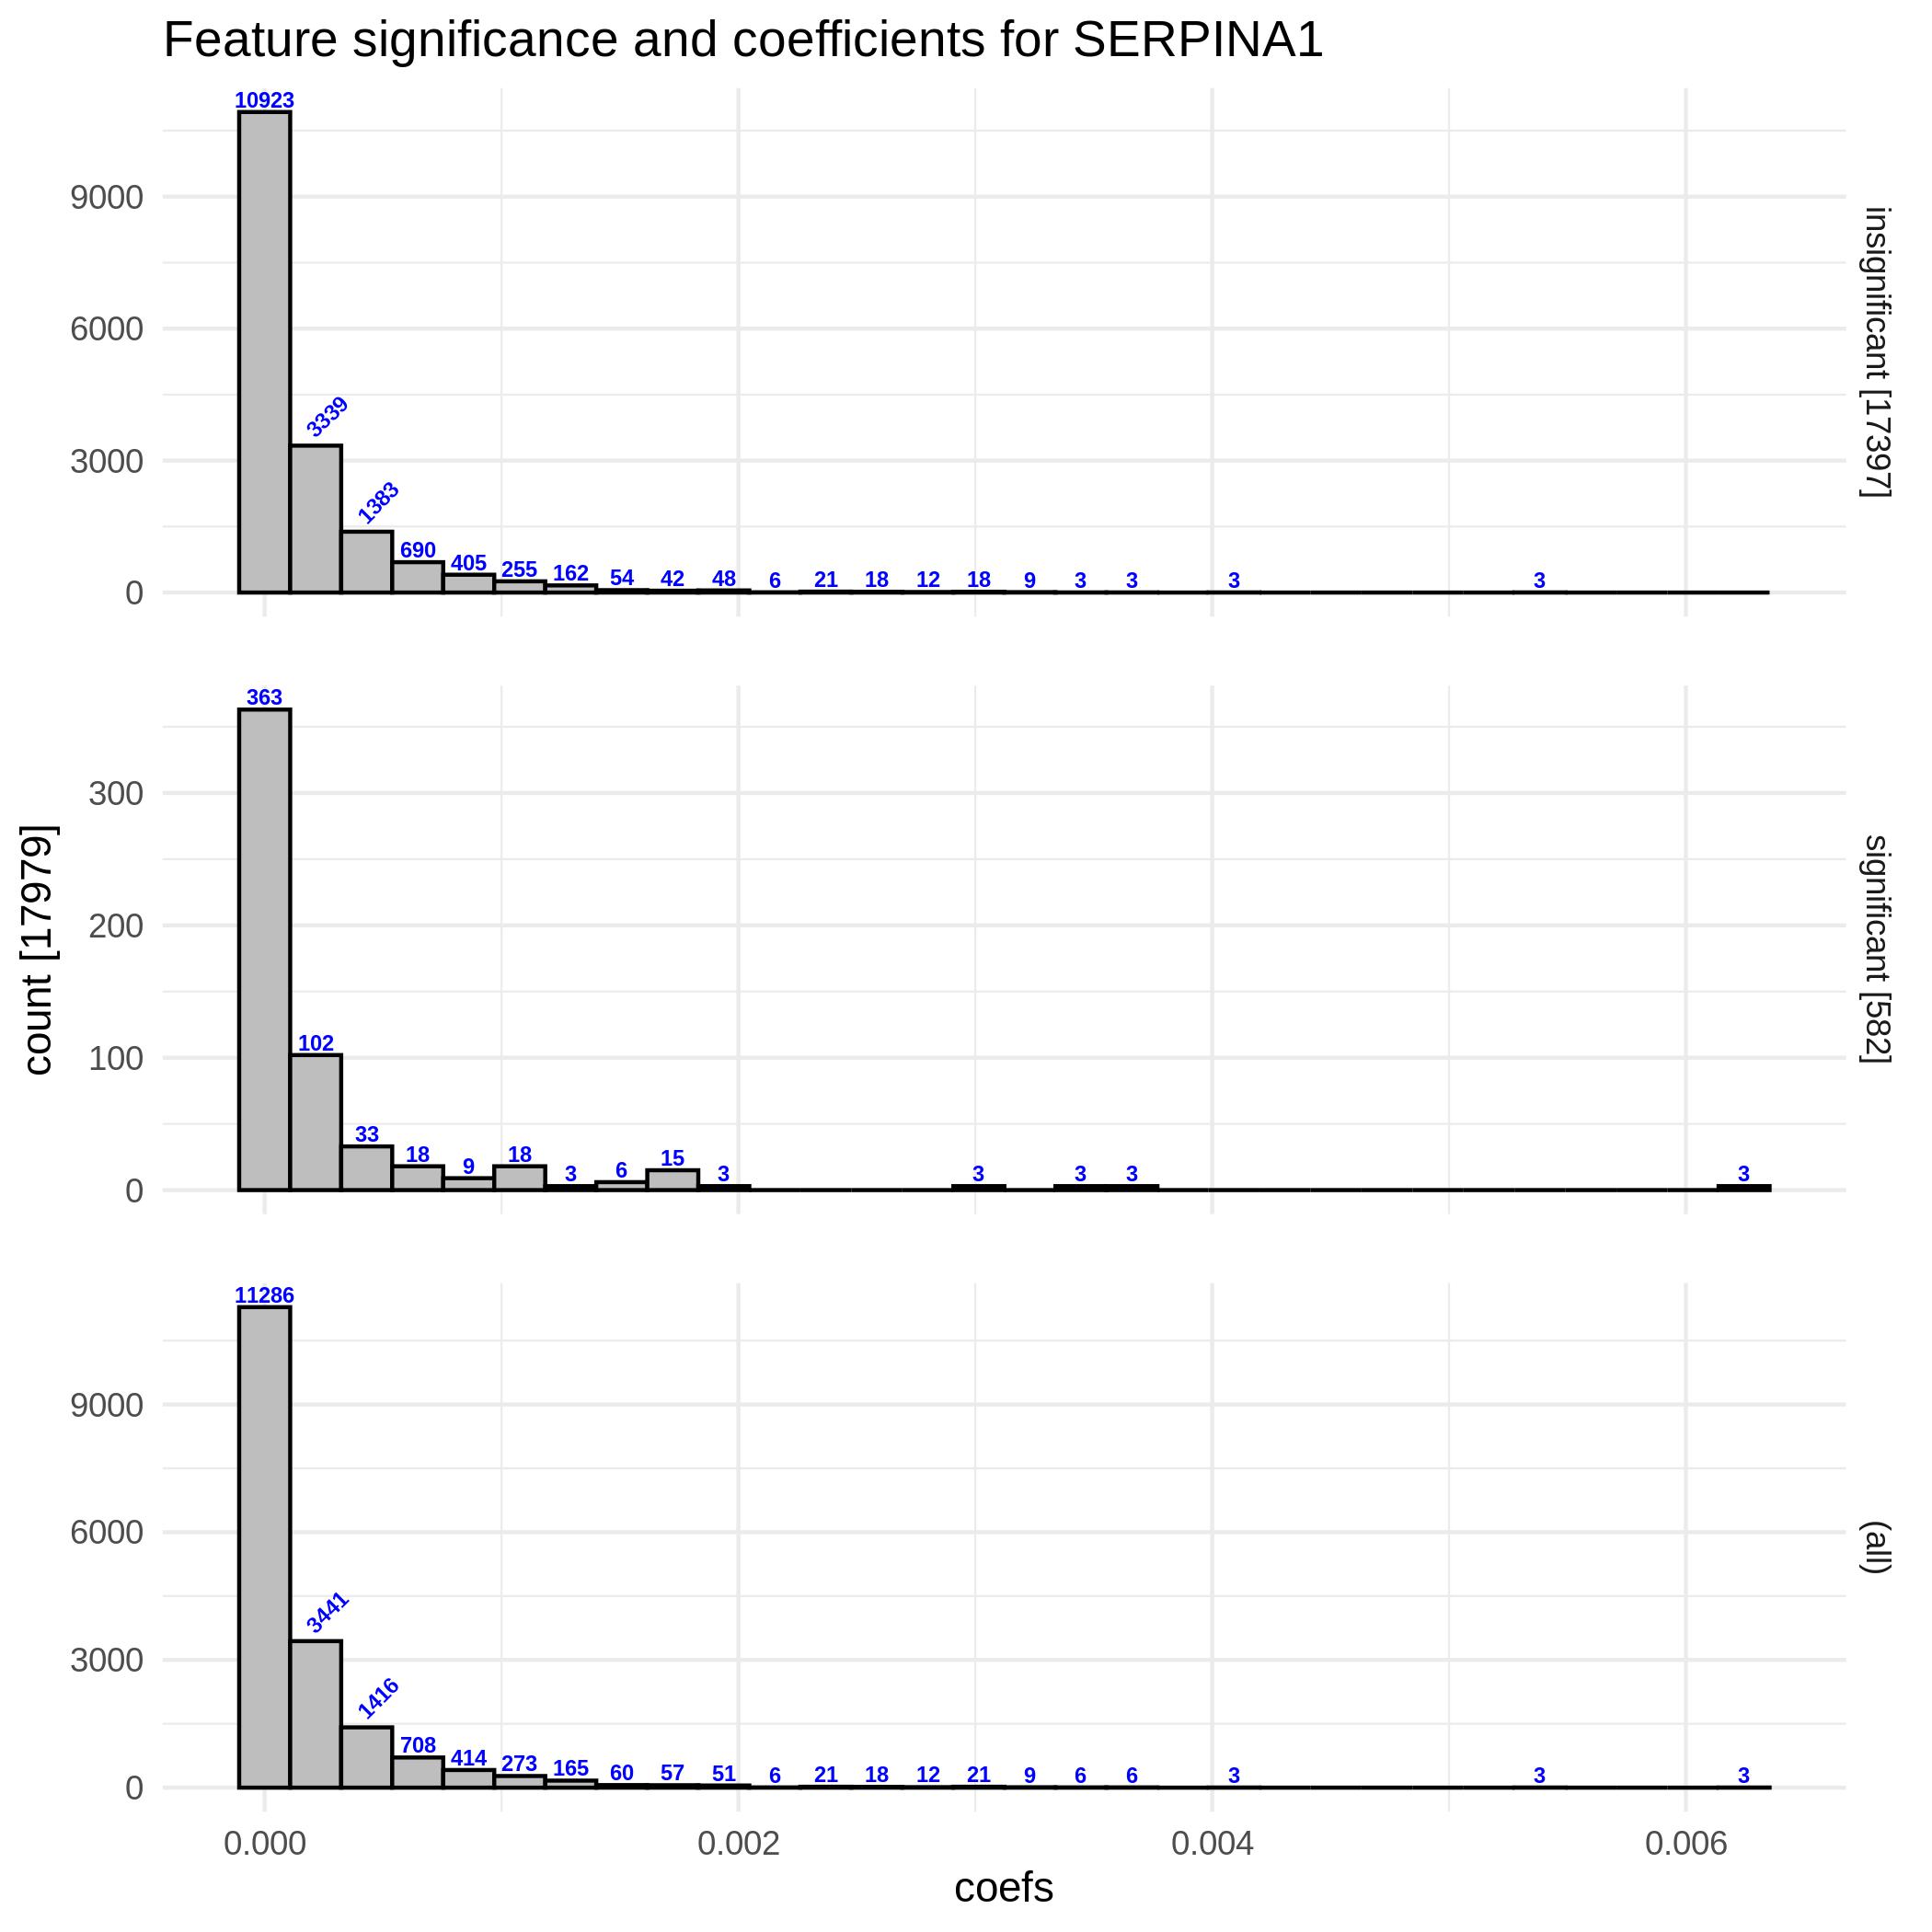 Feature significance and coefficients for SERPINA1
10923
3339
1383
690 405 255 162 54 42 48 6 21 18 12 18 9 3 3 3 3
9000
6000
3000
0
insignificant [17397]
363
102
33
18 9 18 3 6 15 3 3 3 3 3
300
200
100
0
significant [582]
count [17979]
11286
3441
1416
708 414 273 165 60 57 51 6 21 18 12 21 9 6 6 3 3 3
9000
6000
3000
0
(all)
0.000 0.002 0.004 0.006
coefs